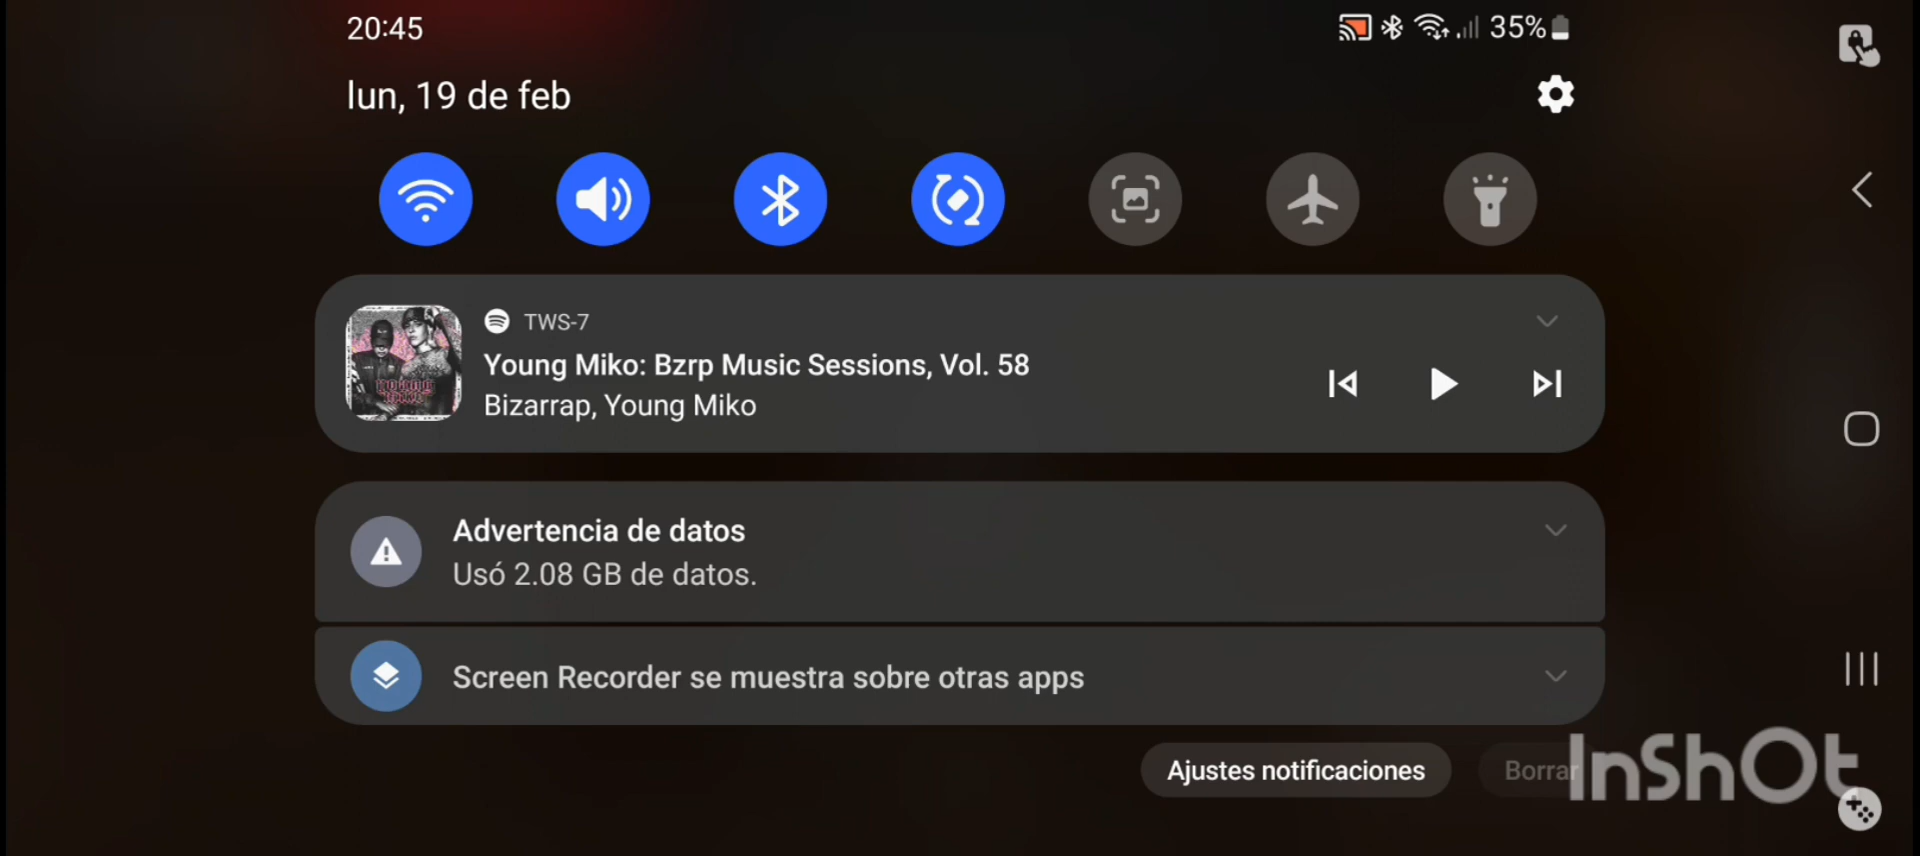 20:45
35%
lun, 19 de feb
TWS-7
Young Miko: Bzrp Music Sessions, Vol. 58
Bizarrap, Young Miko
Advertencia de datos
Usó 2.08 GB de datos.
Screen Recorder se muestra sobre otras apps
Ajustes notificaciones
Borrar
InShOt